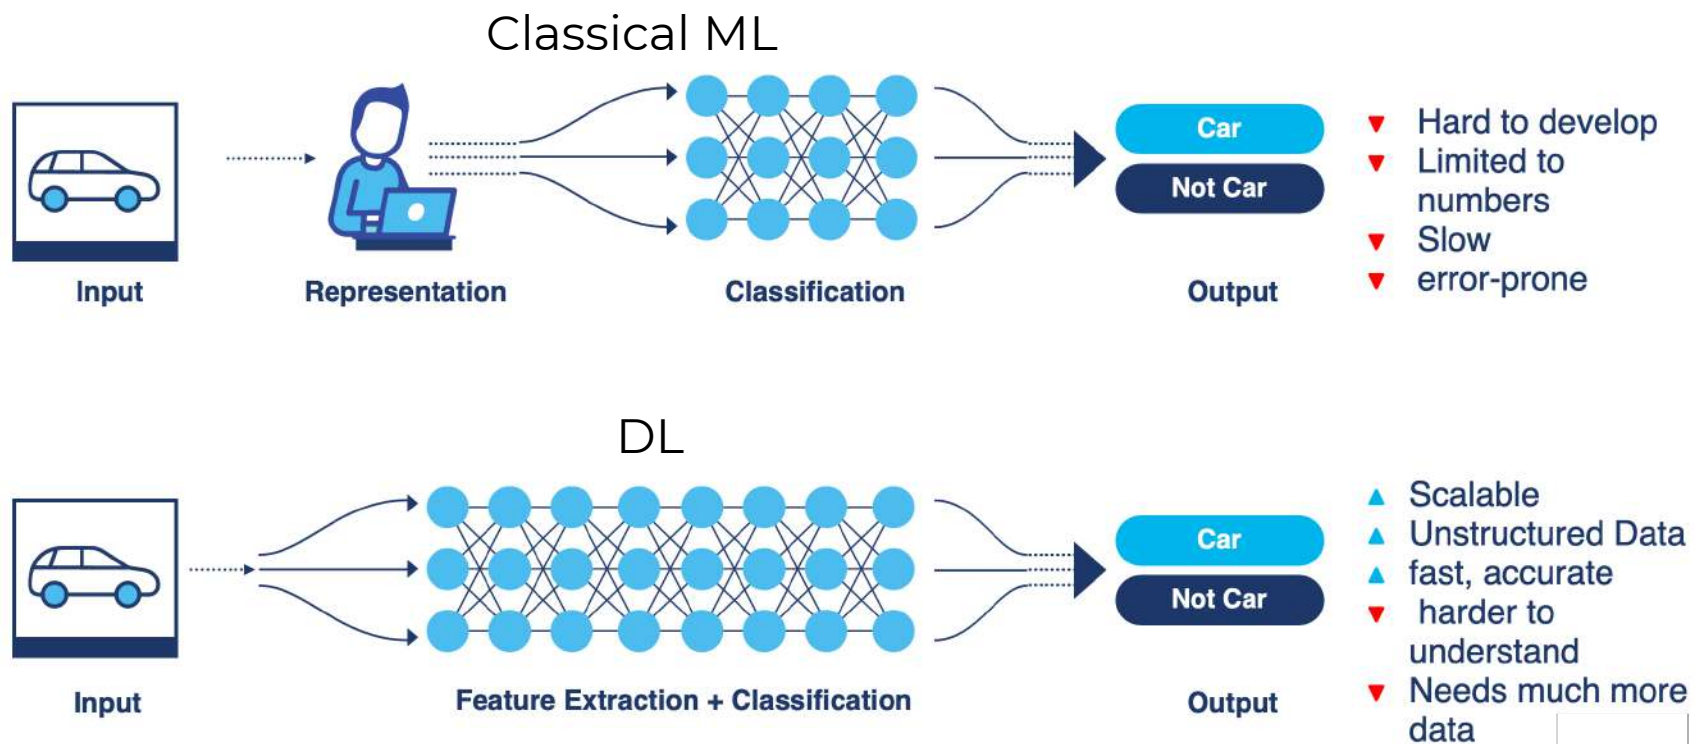 Classical ML
Car
Not Car
Input
Representation
Classification
Output
Hard to develop
Limited to
numbers
Slow
error-prone
DL
Car
Not Car
Input
Feature Extraction + Classification
Output
Scalable
Unstructured Data
fast, accurate
harder to
understand
Needs much more
data